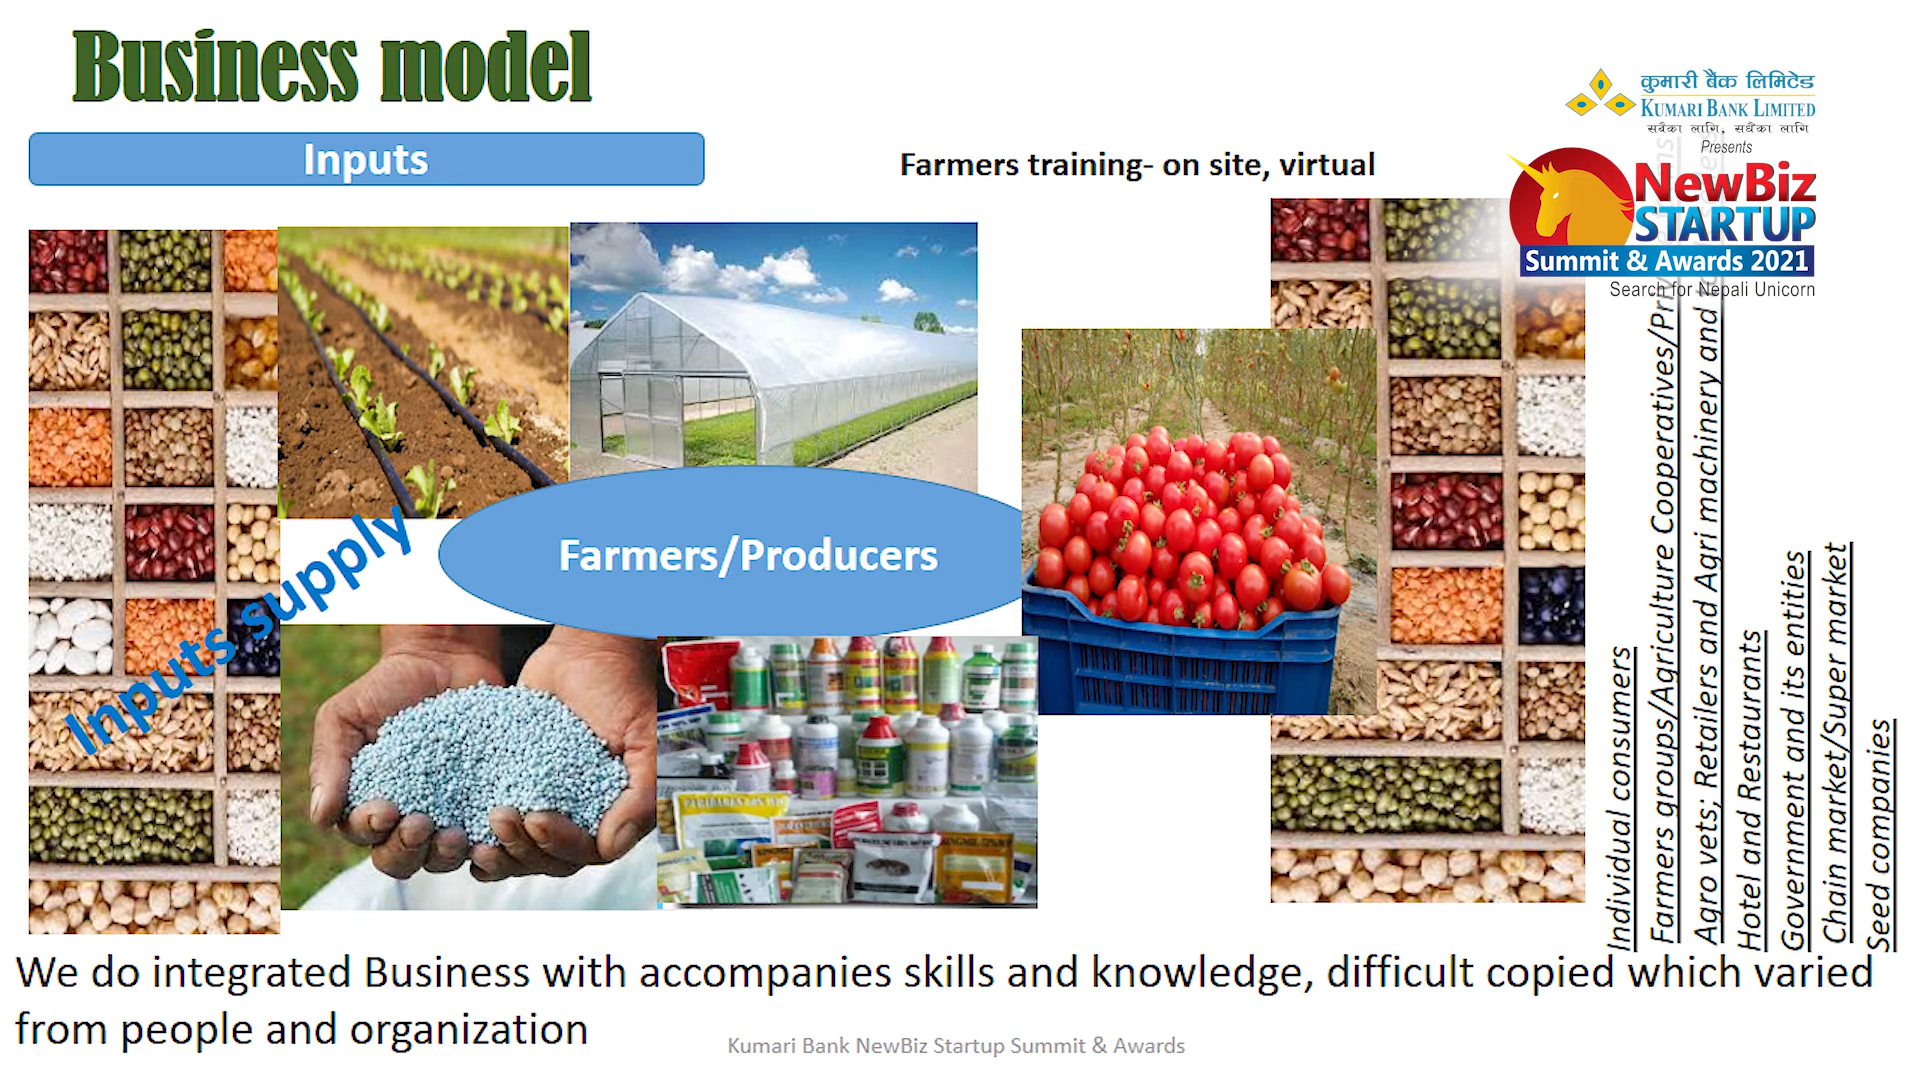 Business model
कुमारी बैंक लिमिटेड
KUMARI BANK LIMITED
सबैका लागि, सधैंका लागि
Presents
NewBiz
STARTUP
Summit & Awards 2021
Search for Nepali Unicorn
Inputs
Farmers training- on site, virtual
Inputs supply
Farmers/Producers
Individual consumers
Farmers groups/Agriculture Cooperatives/
Agro vets; Retailers and Agri machinery and
Hotel and Restaurants
Government and its entities
Chain market/Super market
Seed companies
We do integrated Business with accompanies skills and knowledge, difficult copied which varied
from people and organization
Kumari Bank NewBiz Startup Summit & Awards